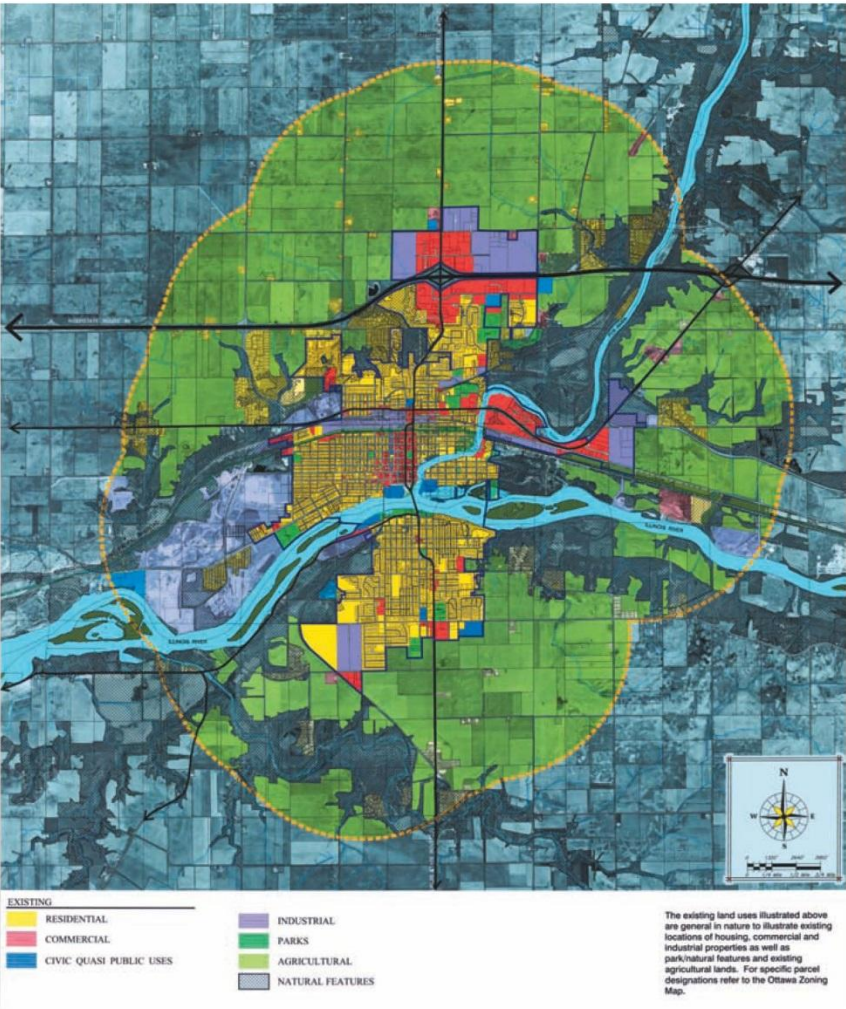 ILLINOIS RIVER
ILLINOIS RIVER
N
W
E
S
EXISTING
RESIDENTIAL
COMMERCIAL
CIVIC QUASI PUBLIC USES
INDUSTRIAL
PARKS
AGRICULTURAL
NATURAL FEATURES
The existing land uses illustrated above
are general in nature to illustrate existing
locations of housing, commercial and
industrial properties as well as
park/natural features and existing
agricultural lands. For specific parcel
designations refer to the Ottawa Zoning
Map.